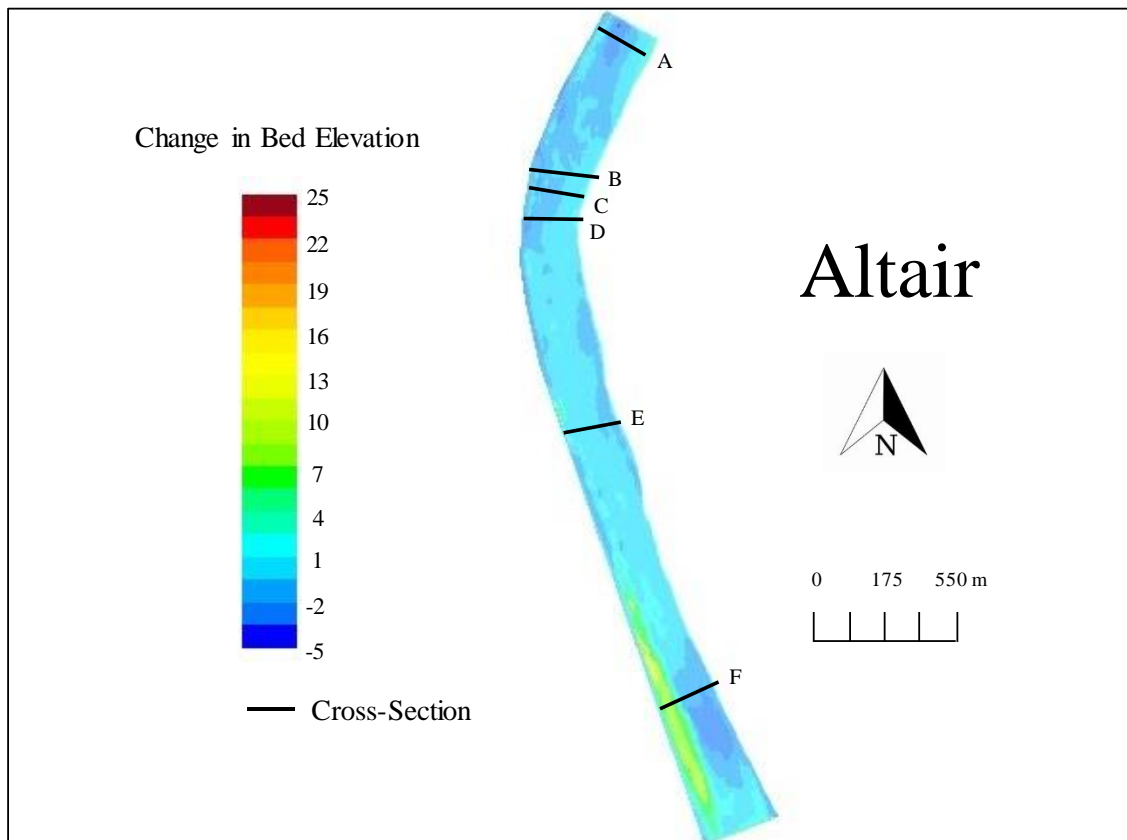 Change in Bed Elevation
25
22
19
16
13
10
7
4
1
-2
-5
Cross-Section
A
B
C
D
E
F
Altair
N
0 175 550 m